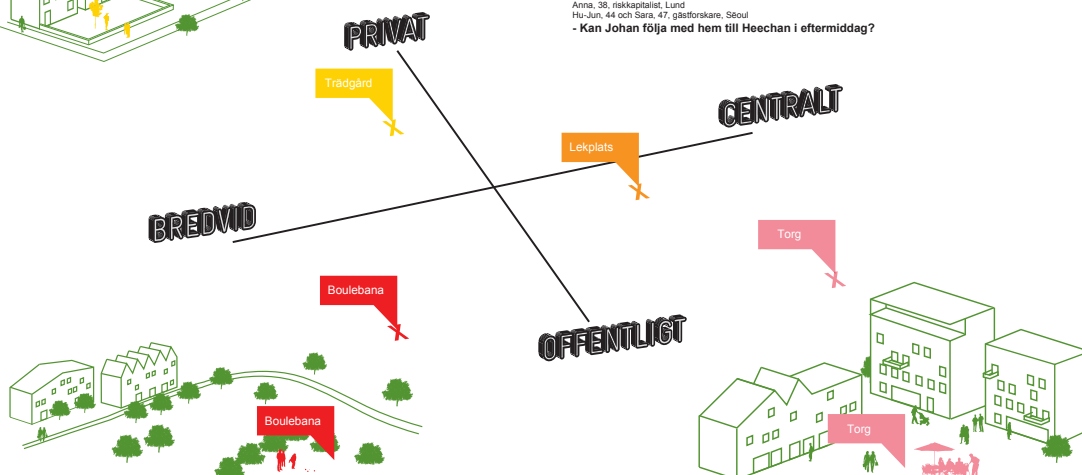 Anna, 38, riskkapitalist, Lund
Hu-Jun, 44 och Sara, 47, gästforskare, Séoul
- Kan Johan följa med hem till Heechan i eftermiddag?
PRIVAT
Trädgård
CENTRALT
Lekplats
BREDVID
Torg
Boulebana
OFFENTLIGT
Boulebana
Torg